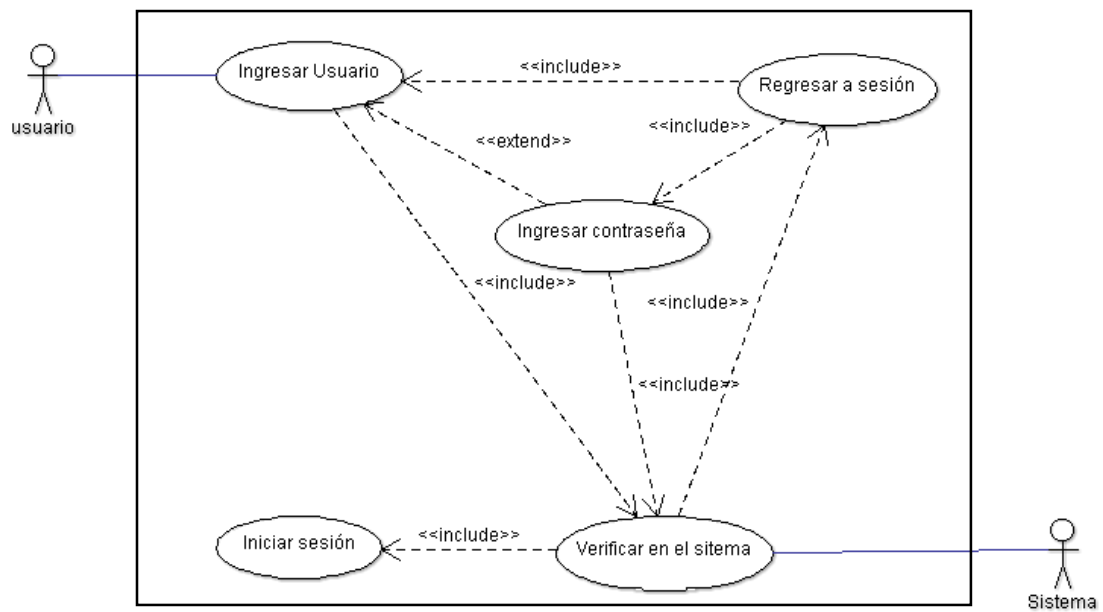 Ingresar Usuario
<<include>>
Regresar a sesión
usuario
<<include>>
<<extend>>
Ingresar contraseña
<<include>>
<<include>>
<<include>>
Iniciar sesión
<<include>>
Verificar en el sitema
Sistema